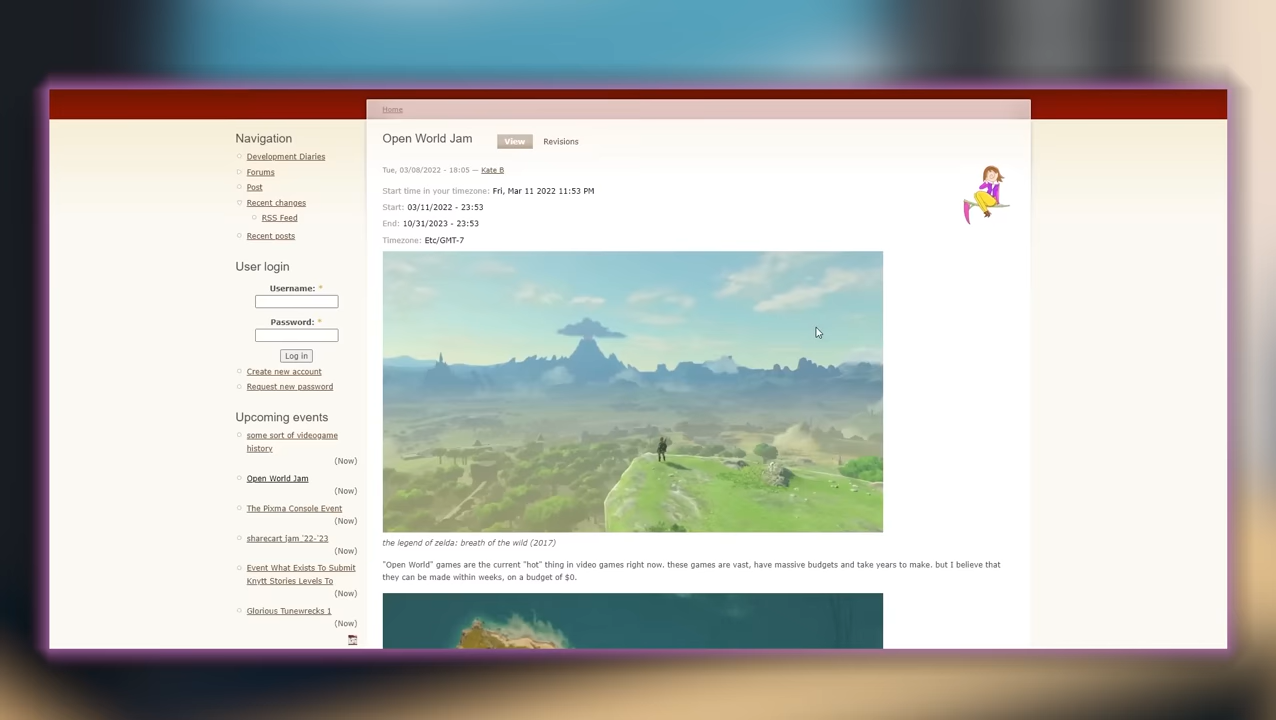 Home
Navigation
Development Diaries
Forums
Post
Recent changes
RSS Feed
Recent posts
User login
Username: *
Password: *
Log in
Create new account
Request new password
Upcoming events
some sort of videogame
history
(Now)
Open World Jam
(Now)
The Pixma Console Event
(Now)
sharecart jam `22-`23
(Now)
Event What Exists To Submit
Knytt Stories Levels To
(Now)
Glorious Tunewrecks 1
(Now)
Open World Jam View Revisions
Tue, 03/08/2022 - 18:05 — Kate B
Start time in your timezone: Fri, Mar 11 2022 11:53 PM
Start: 03/11/2022 - 23:53
End: 10/31/2023 - 23:53
Timezone: Etc/GMT-7
the legend of zelda: breath of the wild (2017)
"Open World" games are the current "hot" thing in video games right now. these games are vast, have massive budgets and take years to make. but I believe that
they can be made within weeks, on a budget of $0.